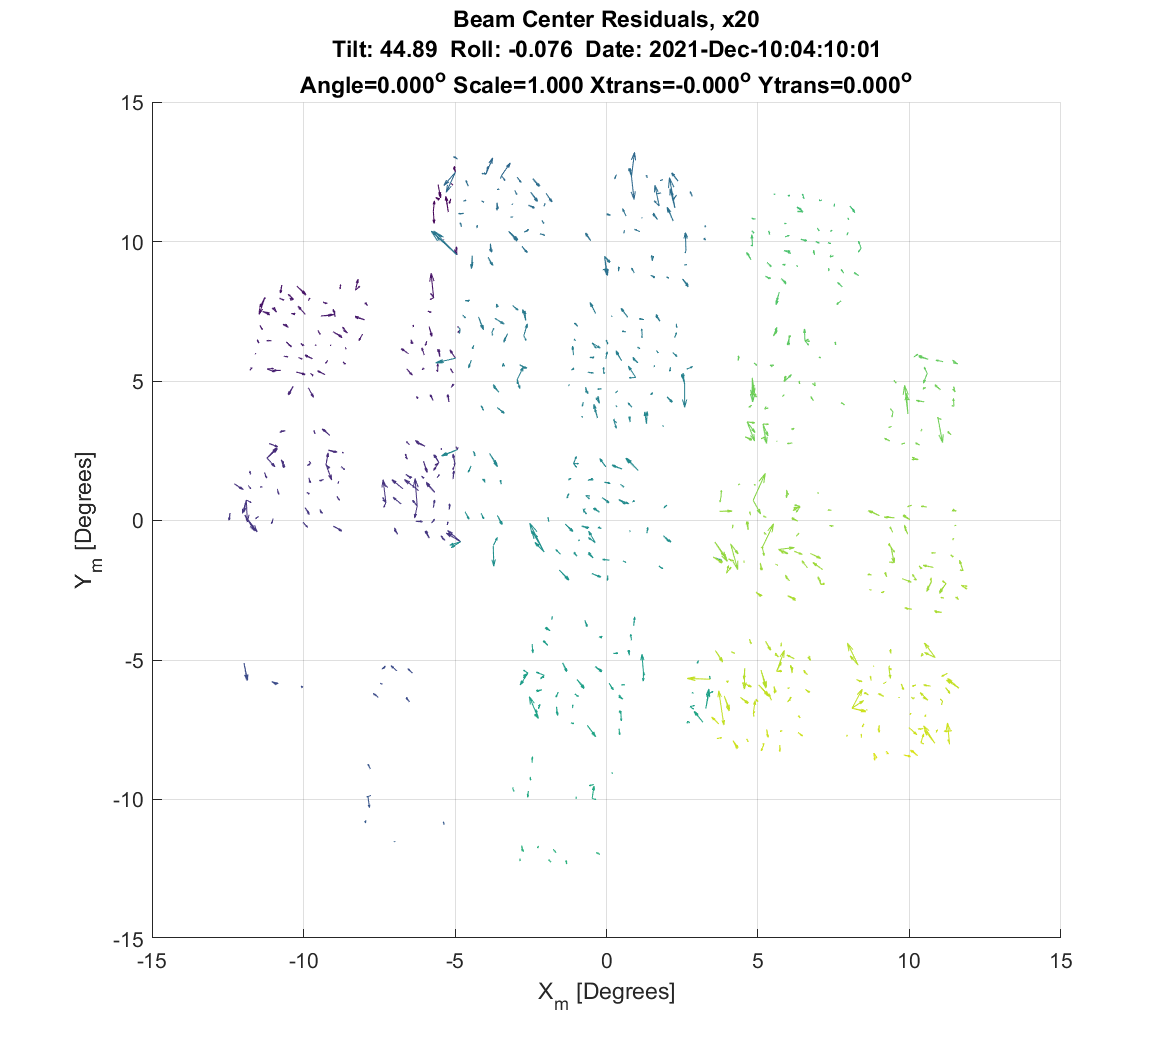 Beam Center Residuals, x20
Tilt: 44.89 Roll: -0.076 Date: 2021-Dec-10:04:10:01
Angle=0.000° Scale=1.000 Xtrans=-0.000° Ytrans=0.000°
15
10
5
0
-5
-10
-15
Y_m [Degrees]
-15 -10 -5 0 5 10 15
X_m [Degrees]